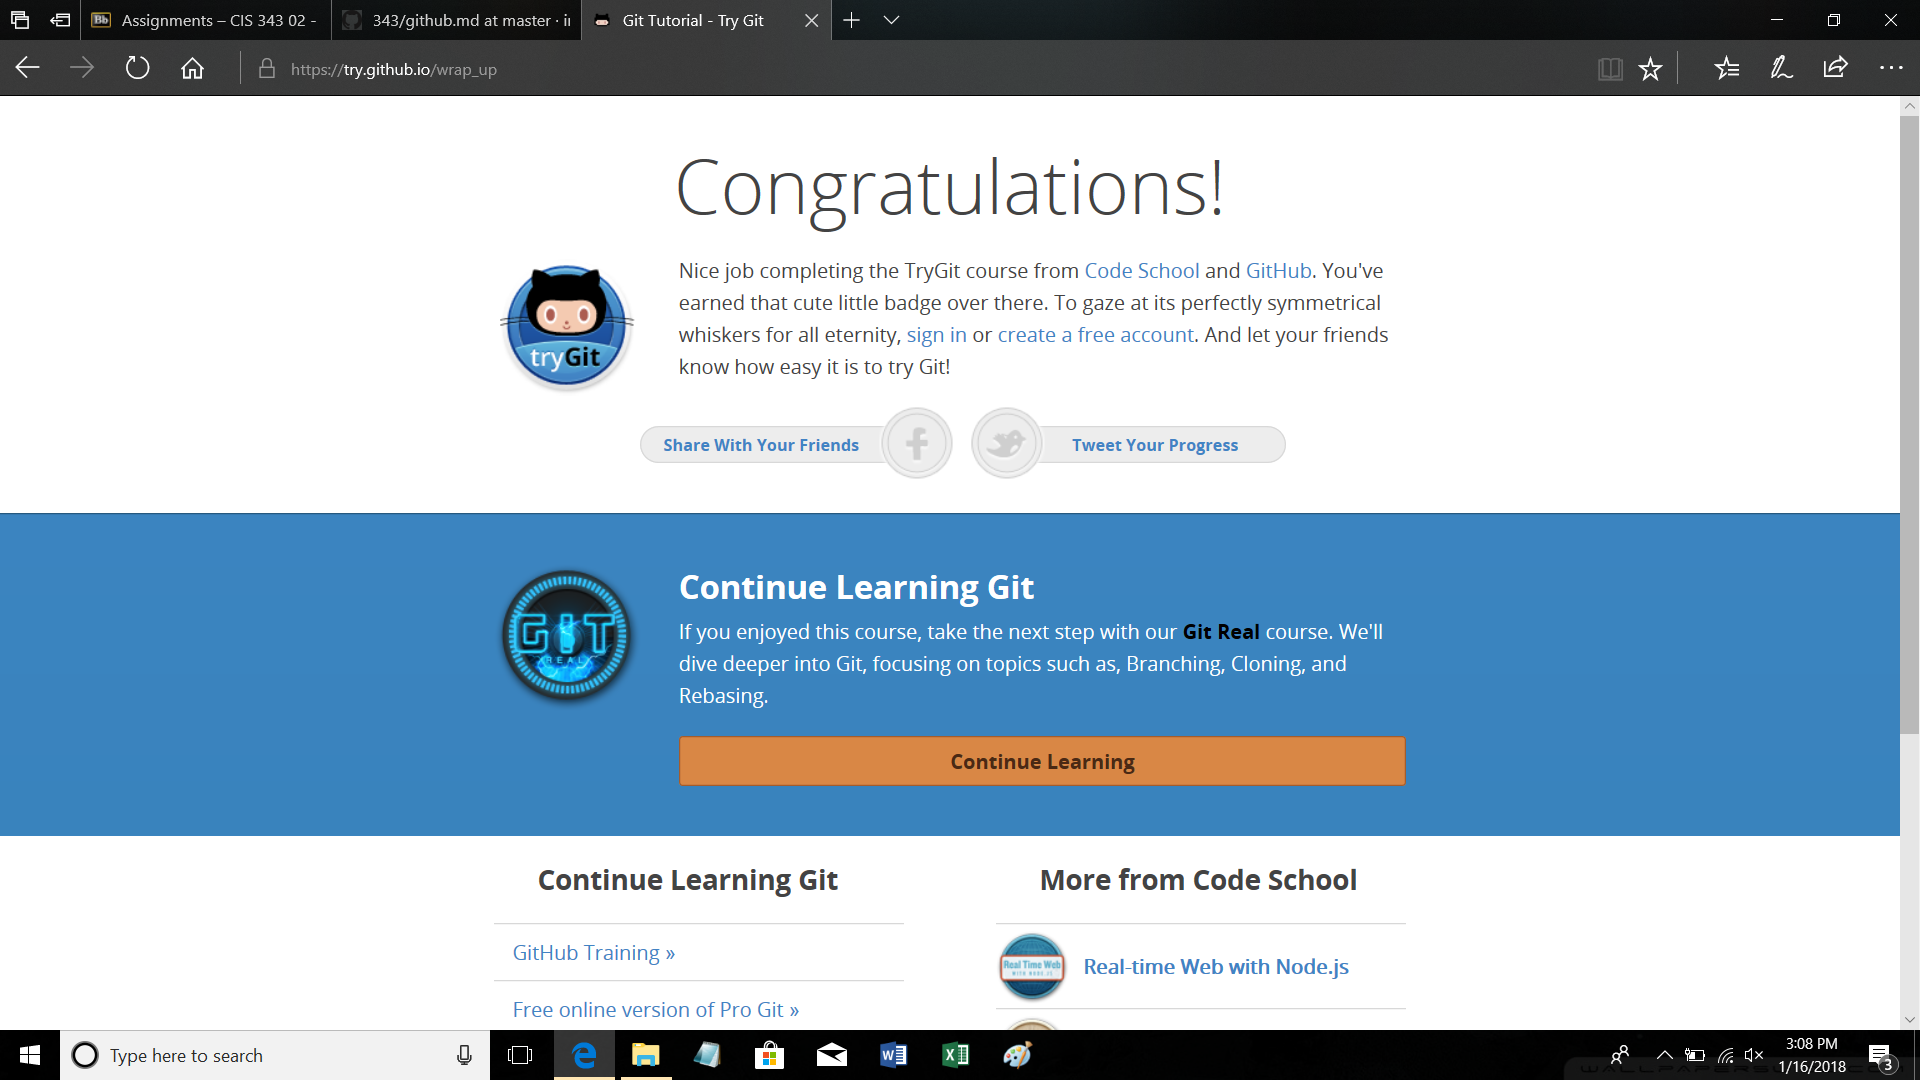 Assignments – CIS 343 02 -
343/github.md at master · ir
Git Tutorial - Try Git
https://try.github.io/wrap_up
Congratulations!
Nice job completing the TryGit course from Code School and GitHub. You've
earned that cute little badge over there. To gaze at its perfectly symmetrical
whiskers for all eternity, sign in or create a free account. And let your friends
know how easy it is to try Git!
tryGit
Share With Your Friends
Tweet Your Progress
GIT
REAL
Continue Learning Git
If you enjoyed this course, take the next step with our Git Real course. We'll
dive deeper into Git, focusing on topics such as, Branching, Cloning, and
Rebasing.
Continue Learning
Continue Learning Git
GitHub Training »
Free online version of Pro Git »
More from Code School
Real Time Web
WITH NODE.JS
Real-time Web with Node.js
Type here to search
3:08 PM
1/16/2018
3